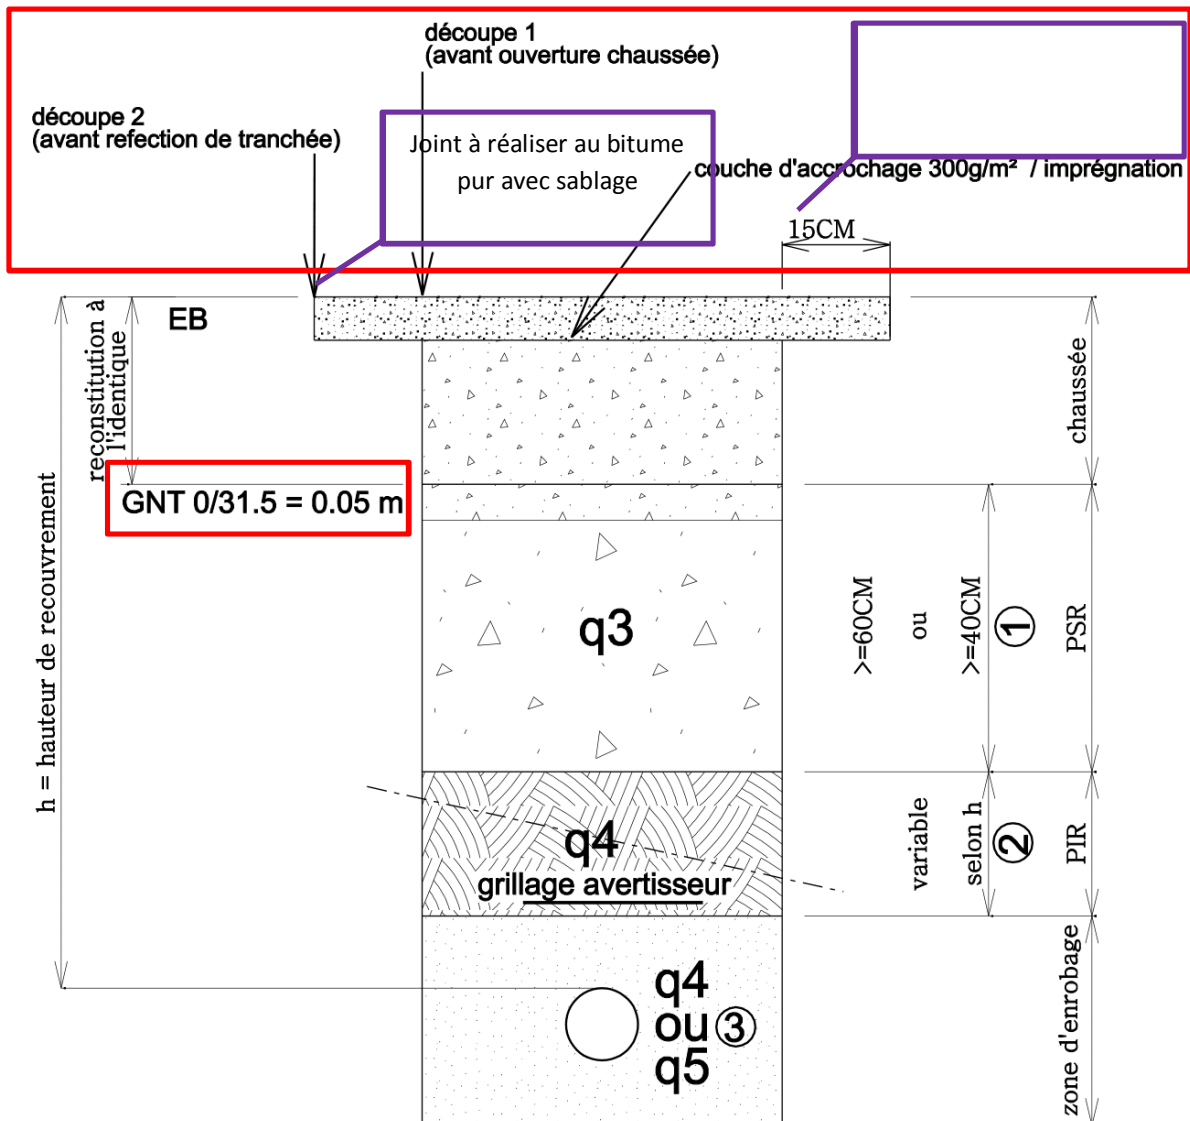 découpe 1
(avant ouverture chaussée)
découpe 2
(avant refection de tranchée)
Joint à réaliser au bitume
pur avec sablage
couche d'accrochage 300g/m² / imprégnation
15CM
EB
reconstitution à
l'identique
chaussée
GNT 0/31.5 = 0.05 m
h = hauteur de recouvrement
q3
>=60CM
ou
>=40CM
1
PSR
q4
grillage avertisseur
variable
selon h
2
PIR
q4
ou 3
q5
zone d'enrobage